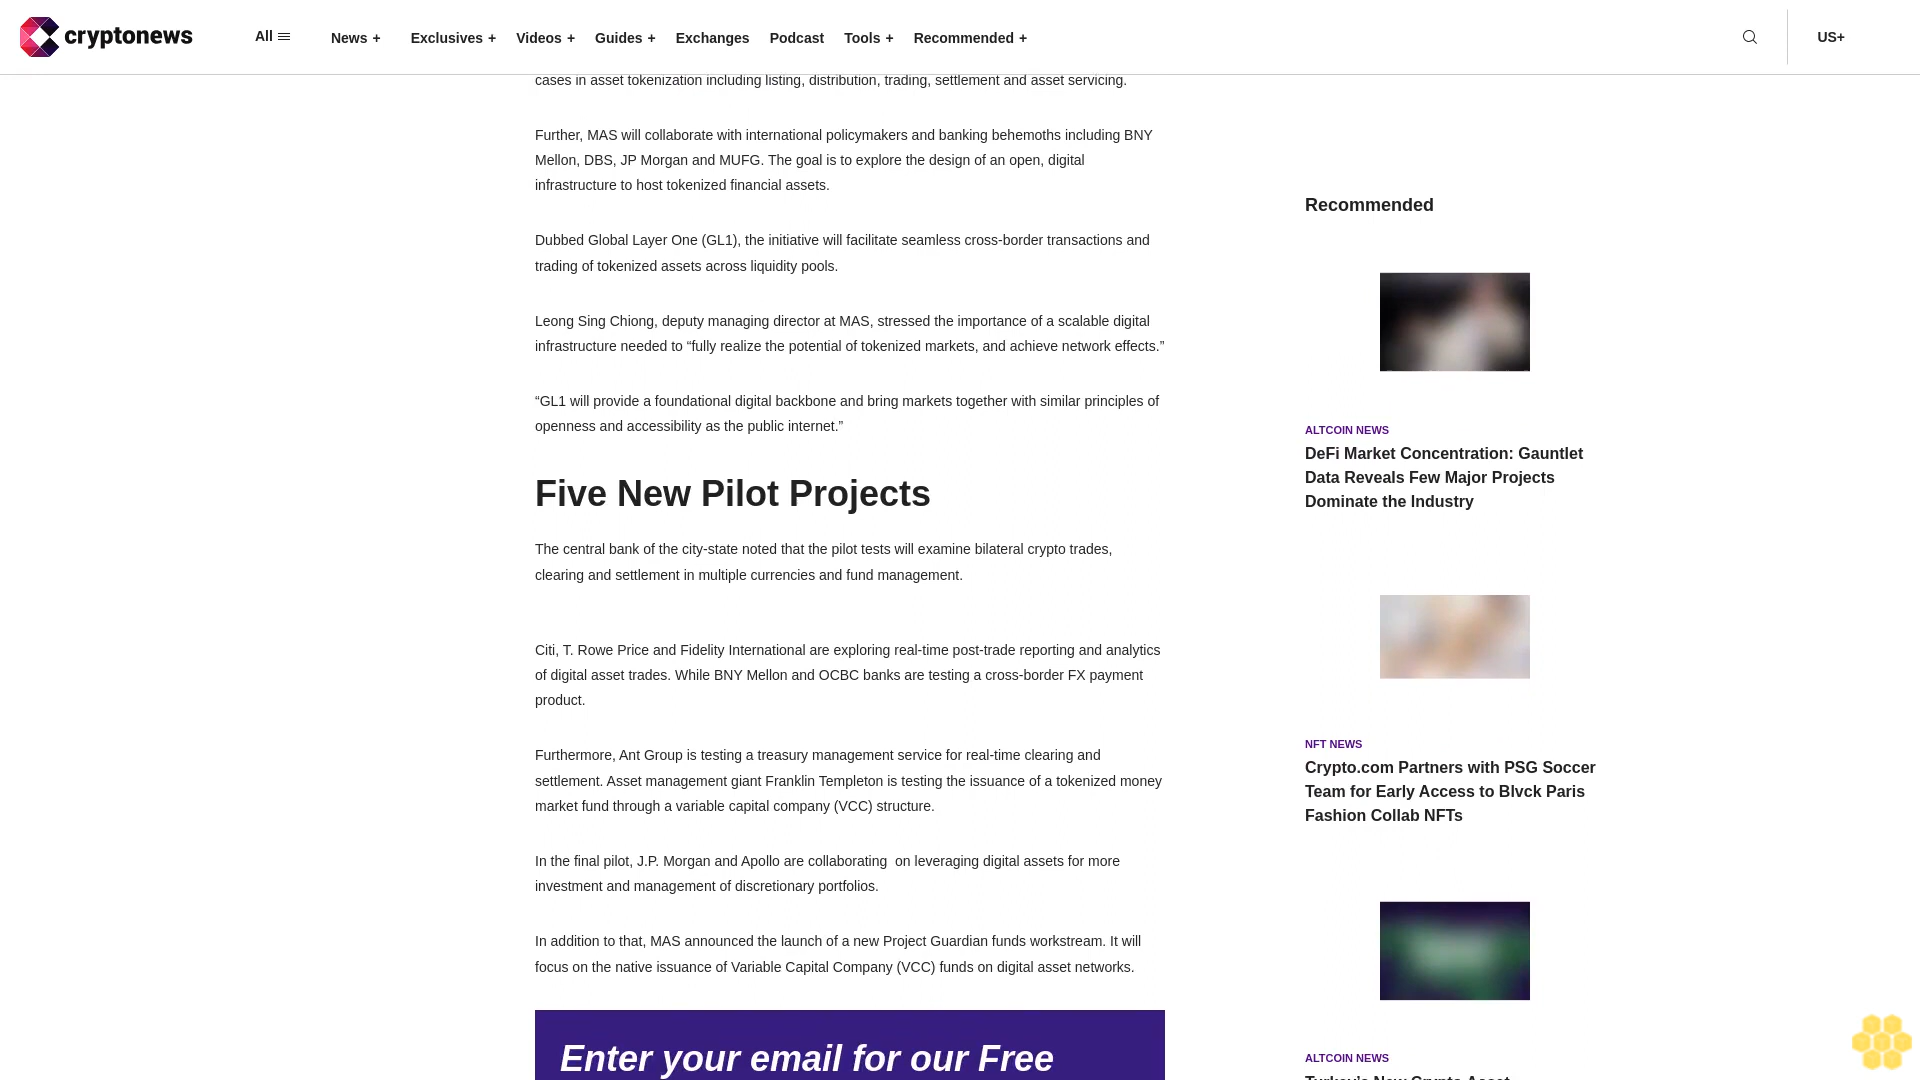 cryptonews
All
News +
Exclusives +
Videos +
Guides +
Exchanges
Podcast
Tools +
Recommended +
US+
cases in asset tokenization including listing, distribution, trading, settlement and asset servicing.
Further, MAS will collaborate with international policymakers and banking behemoths including BNY
Mellon, DBS, JP Morgan and MUFG. The goal is to explore the design of an open, digital
infrastructure to host tokenized financial assets.
Dubbed Global Layer One (GL1), the initiative will facilitate seamless cross-border transactions and
trading of tokenized assets across liquidity pools.
Leong Sing Chiong, deputy managing director at MAS, stressed the importance of a scalable digital
infrastructure needed to “fully realize the potential of tokenized markets, and achieve network effects.”
“GL1 will provide a foundational digital backbone and bring markets together with similar principles of
openness and accessibility as the public internet.”
Five New Pilot Projects
The central bank of the city-state noted that the pilot tests will examine bilateral crypto trades,
clearing and settlement in multiple currencies and fund management.
Citi, T. Rowe Price and Fidelity International are exploring real-time post-trade reporting and analytics
of digital asset trades. While BNY Mellon and OCBC banks are testing a cross-border FX payment
product.
Furthermore, Ant Group is testing a treasury management service for real-time clearing and
settlement. Asset management giant Franklin Templeton is testing the issuance of a tokenized money
market fund through a variable capital company (VCC) structure.
In the final pilot, J.P. Morgan and Apollo are collaborating  on leveraging digital assets for more
investment and management of discretionary portfolios.
In addition to that, MAS announced the launch of a new Project Guardian funds workstream. It will
focus on the native issuance of Variable Capital Company (VCC) funds on digital asset networks.
Enter your email for our Free
Recommended
ALTCOIN NEWS
DeFi Market Concentration: Gauntlet
Data Reveals Few Major Projects
Dominate the Industry
NFT NEWS
Crypto.com Partners with PSG Soccer
Team for Early Access to Blvck Paris
Fashion Collab NFTs
ALTCOIN NEWS
Turkey's New Crypto Asset